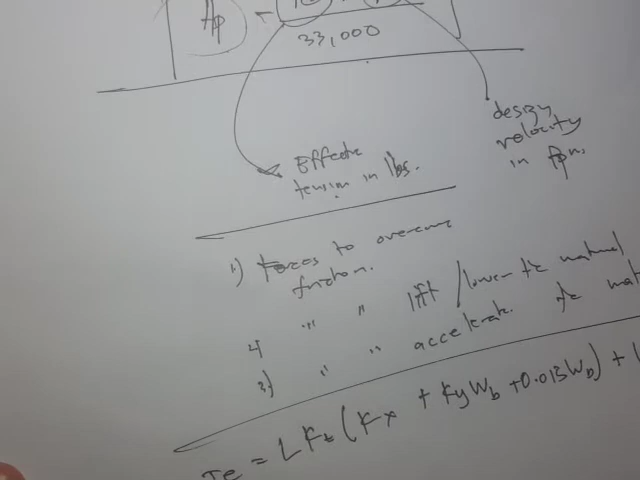 Hp =
33,000
design
velocity
in fpm.
Effective
tension in lbs.
1) Forces to overcome
friction.
2) " " lift / lower the material
3) " " accelerate the mat
Te = LKt (Kx + KyWb + 0.015Wb) +